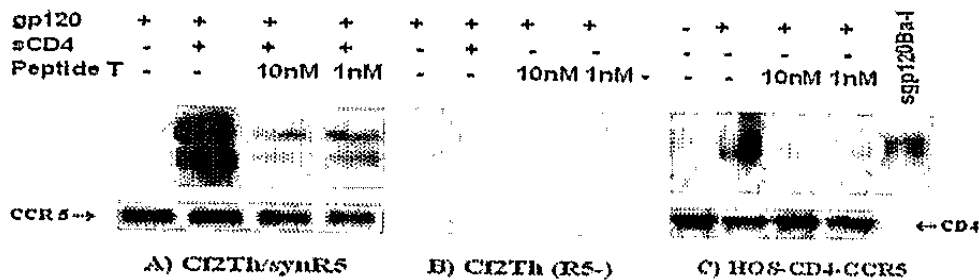 gp120 + + + + + + + + - + + +
sCD4 - + + + - + - - - - - -
Peptide T - - 10nM 1nM - - 10nM 1nM - - - 10nM 1nM
sgp120Ba-l
CCR5
CD4
A) Cf2Th/synR5 B) Cf2Th (R5-) C) HOS-CD4-CCR5